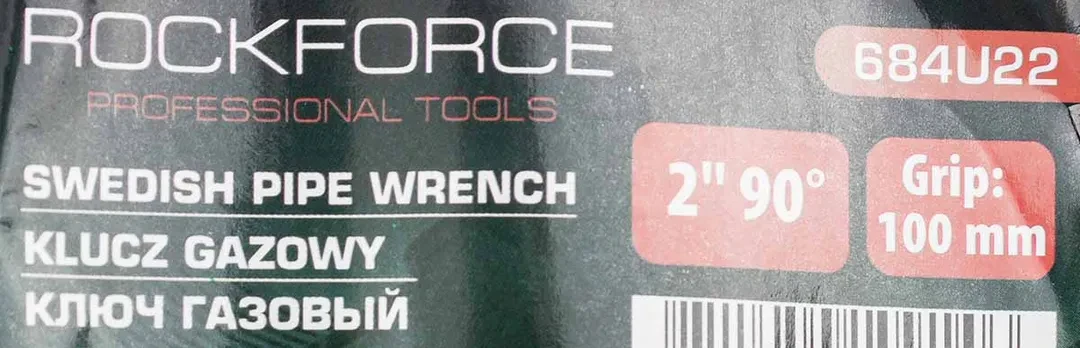 ROCKFORCE
PROFESSIONAL TOOLS
684U22
SWEDISH PIPE WRENCH
KLUCZ GAZOWY
КЛЮЧ ГАЗОВЫЙ
2" 90°
Grip:
100 mm